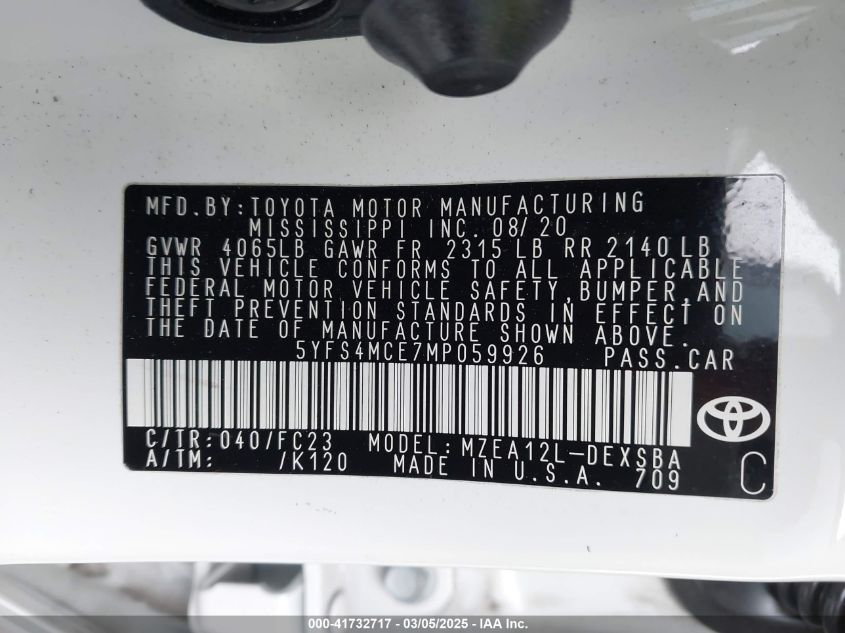 MFD.BY:TOYOTA MOTOR MANUFACTURING
MISSISSIPPI INC. 08/20
GVWR 4065LB GAWR FR 2315 LB RR 2140 LB
THIS VEHICLE CONFORMS TO ALL APPLICABLE
FEDERAL MOTOR VEHICLE SAFETY,BUMPER,AND
THEFT PREVENTION STANDARDS IN EFFECT ON
THE DATE OF MANUFACTURE SHOWN ABOVE.
5YFS4MCE7MP059926 PASS.CAR
C/TR:040/FC23 MODEL:MZEA12L-DEXSBA
A/TM: /K120 MADE IN U.S.A. 709
C
000-41732717 - 03/05/2025 - IAA Inc.